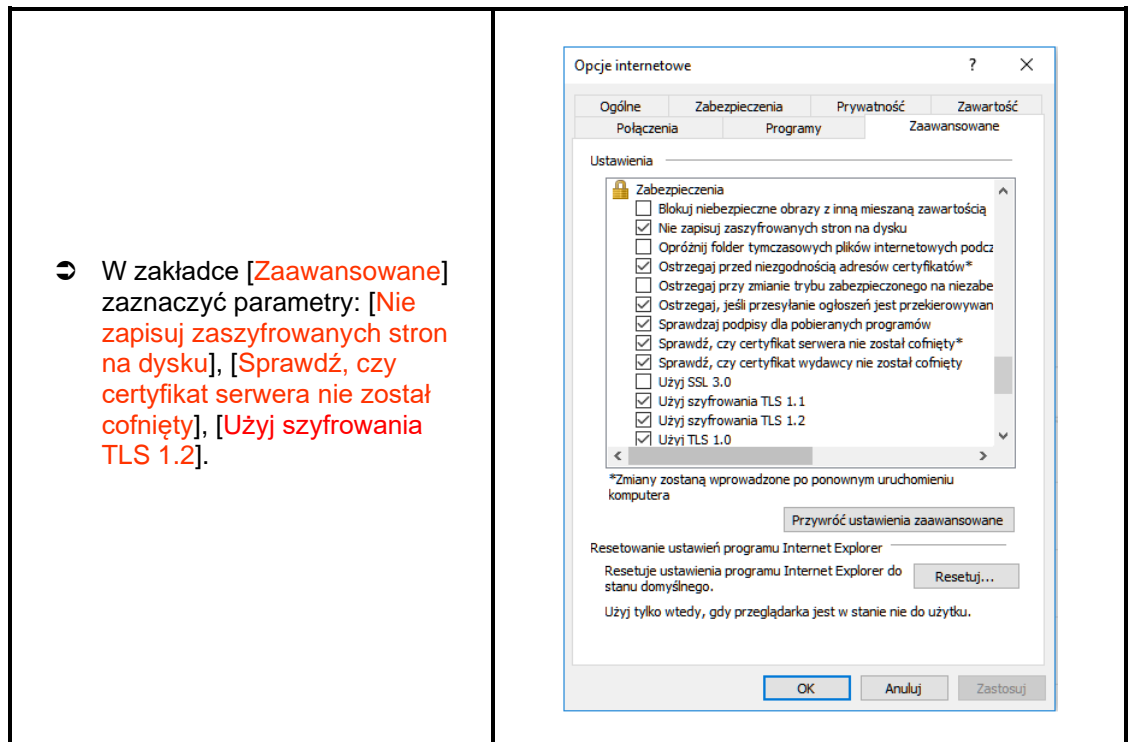 ➲ W zakładce [Zaawansowane]
zaznaczyć parametry: [Nie
zapisuj zaszyfrowanych stron
na dysku], [Sprawdź, czy
certyfikat serwera nie został
cofnięty], [Użyj szyfrowania
TLS 1.2].
Opcje internetowe ? ×
Ogólne Zabezpieczenia Prywatność Zawartość
Połączenia Programy Zaawansowane
Ustawienia
Zabezpieczenia
Blokuj niebezpieczne obrazy z inną mieszaną zawartością
Nie zapisuj zaszyfrowanych stron na dysku
Opróżnij folder tymczasowych plików internetowych podcz
Ostrzegaj przed niezgodnością adresów certyfikatów*
Ostrzegaj przy zmianie trybu zabezpieczonego na niezabe
Ostrzegaj, jeśli przesyłanie ogłoszeń jest przekierowywan
Sprawdzaj podpisy dla pobieranych programów
Sprawdź, czy certyfikat serwera nie został cofnięty*
Sprawdź, czy certyfikat wydawcy nie został cofnięty
Użyj SSL 3.0
Użyj szyfrowania TLS 1.1
Użyj szyfrowania TLS 1.2
Użyj TLS 1.0
*Zmiany zostaną wprowadzone po ponownym uruchomieniu
komputera
Przywróć ustawienia zaawansowane
Resetowanie ustawień programu Internet Explorer
Resetuje ustawienia programu Internet Explorer do
stanu domyślnego.
Resetuj...
Użyj tylko wtedy, gdy przeglądarka jest w stanie nie do użytku.
OK Anuluj Zastosuj